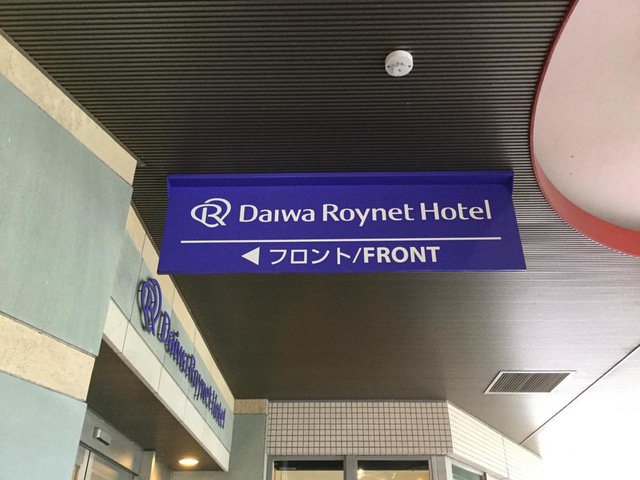 Daiwa Roynet Hotel
◀ フロント/FRONT
Daiwa Roynet Hotel